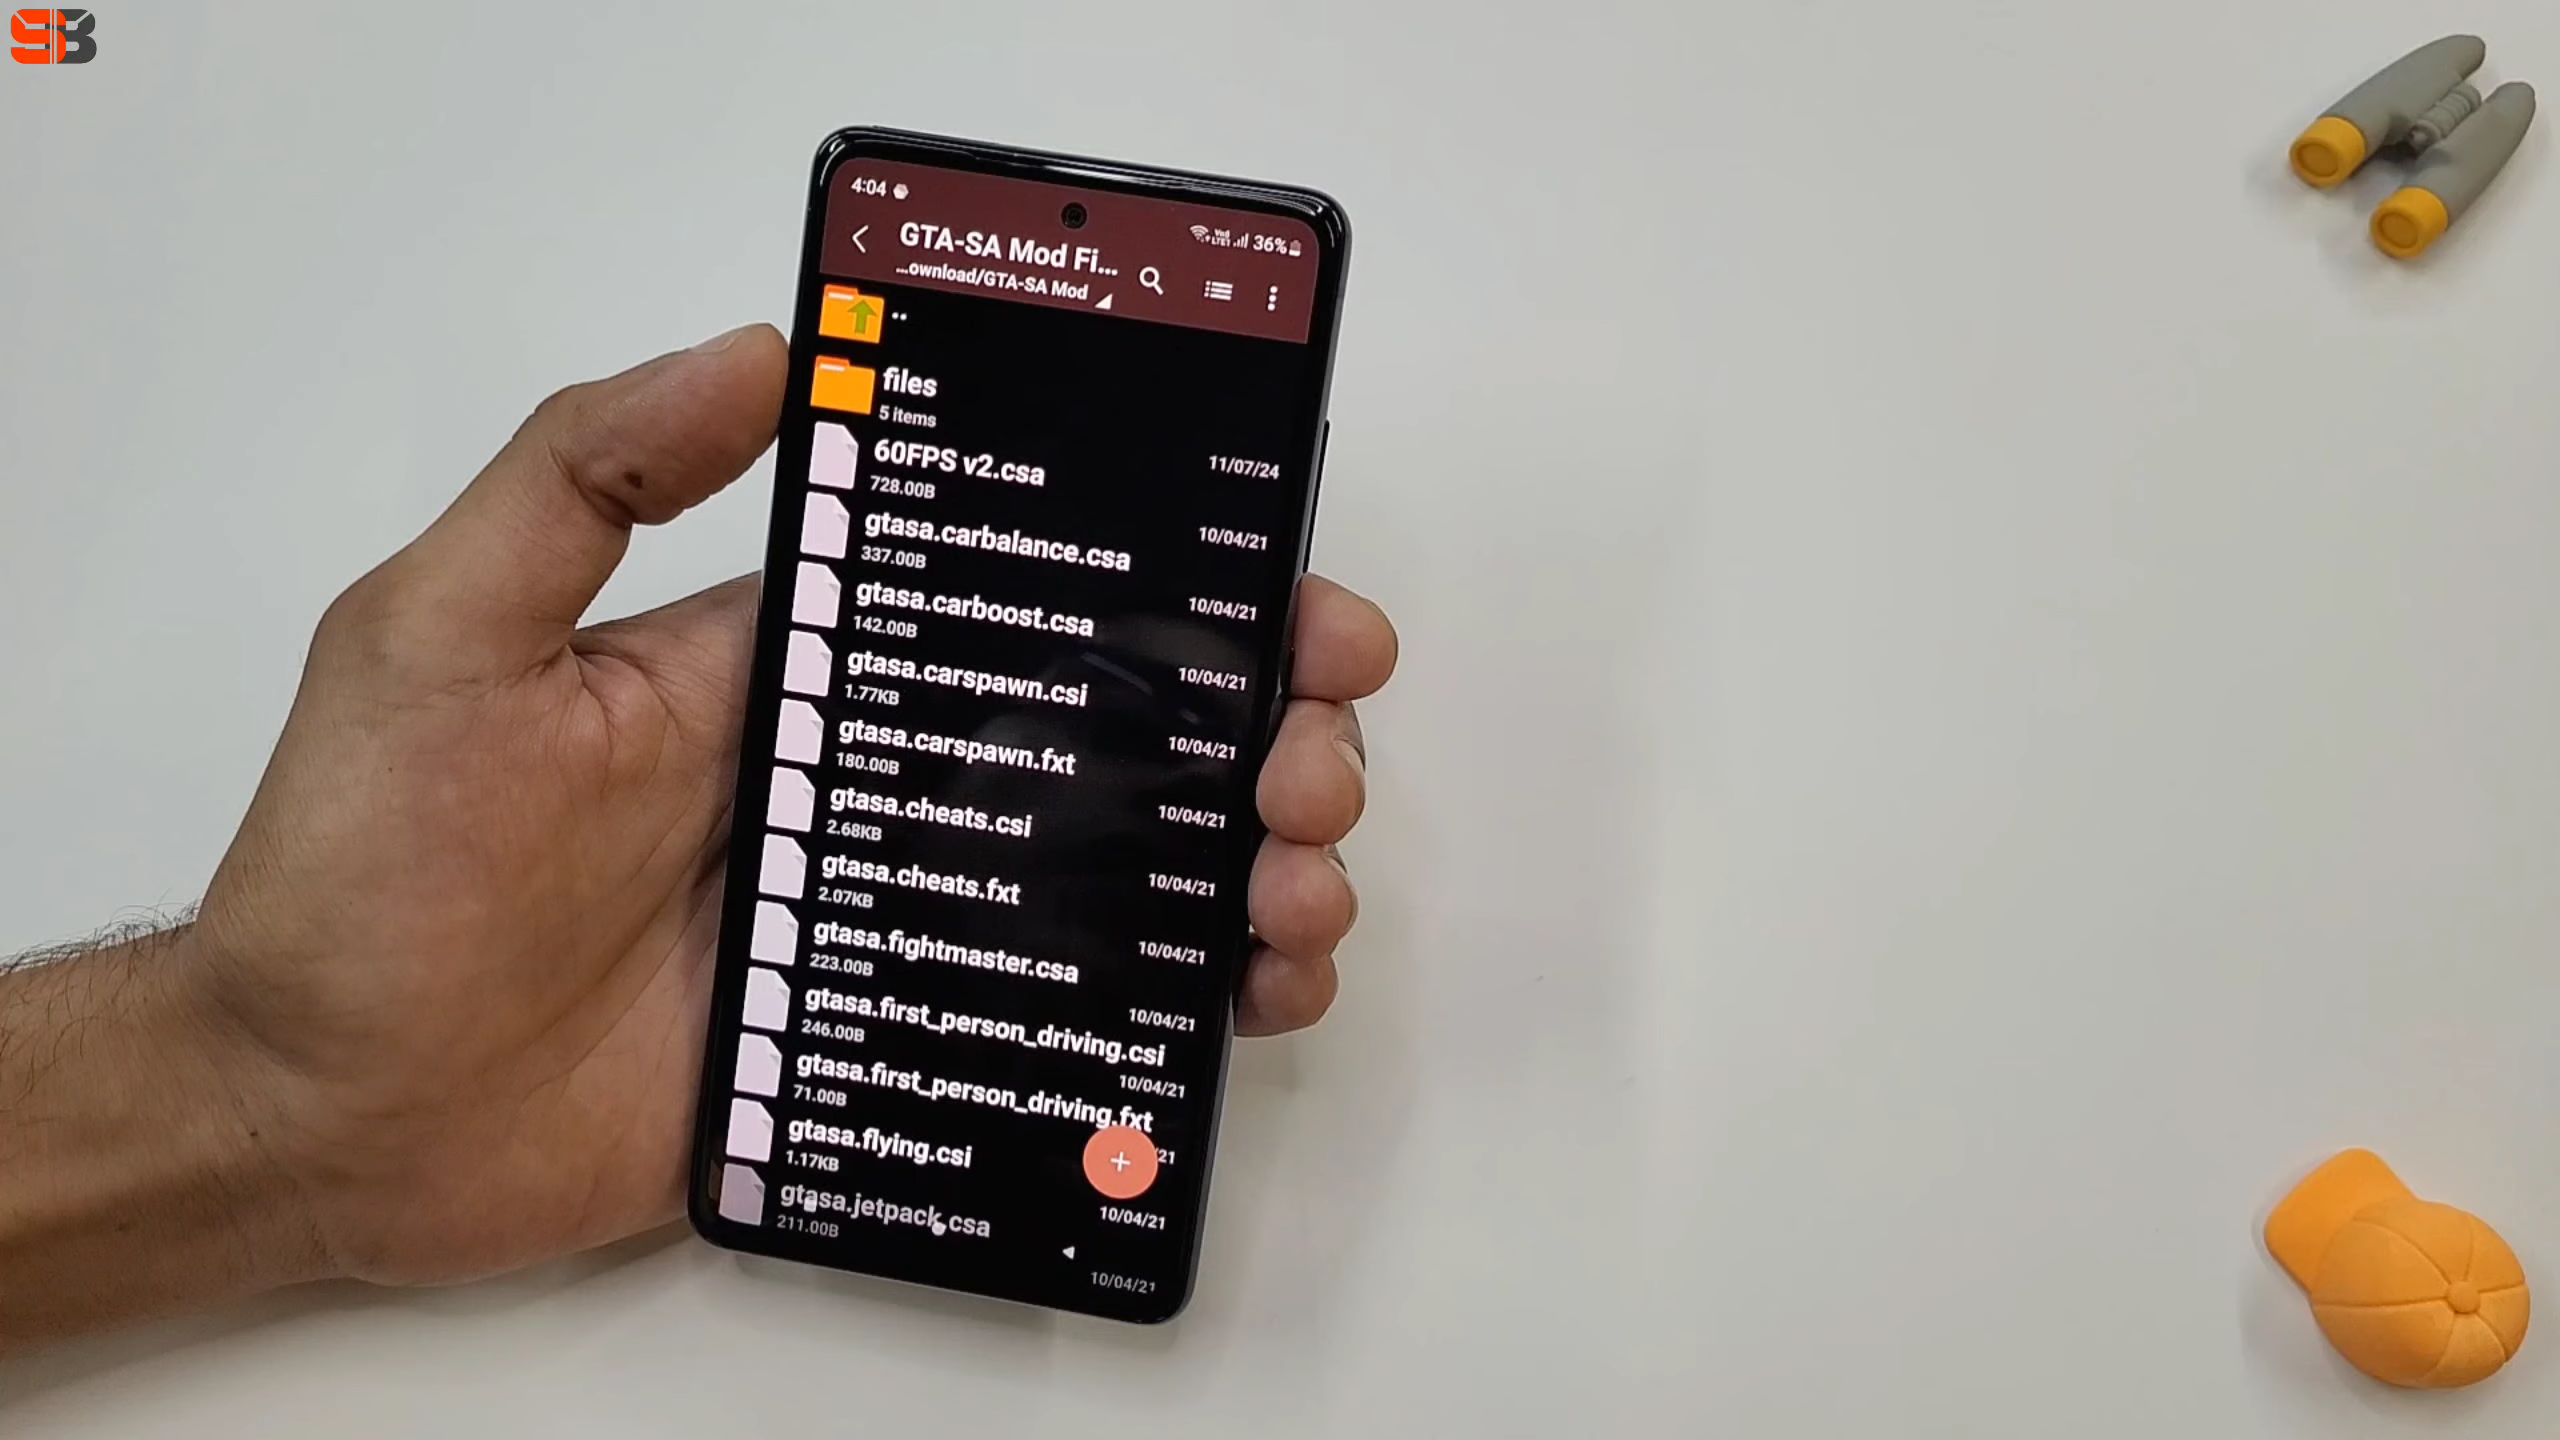 SB
4:04
36%
GTA-SA Mod Fi...
...ownload/GTA-SA Mod
..
files
5 items
60FPS v2.csa
728.00B
11/07/24
gtasa.carbalance.csa
337.00B
10/04/21
gtasa.carboost.csa
142.00B
10/04/21
gtasa.carspawn.csi
1.77KB
10/04/21
gtasa.carspawn.fxt
180.00B
10/04/21
gtasa.cheats.csi
2.68KB
10/04/21
gtasa.cheats.fxt
2.07KB
10/04/21
gtasa.fightmaster.csa
223.00B
10/04/21
gtasa.first_person_driving.csi
246.00B
10/04/21
gtasa.first_person_driving.fxt
71.00B
10/04/21
gtasa.flying.csi
1.17KB
/21
gtasa.jetpack.csa
211.00B
10/04/21
10/04/21